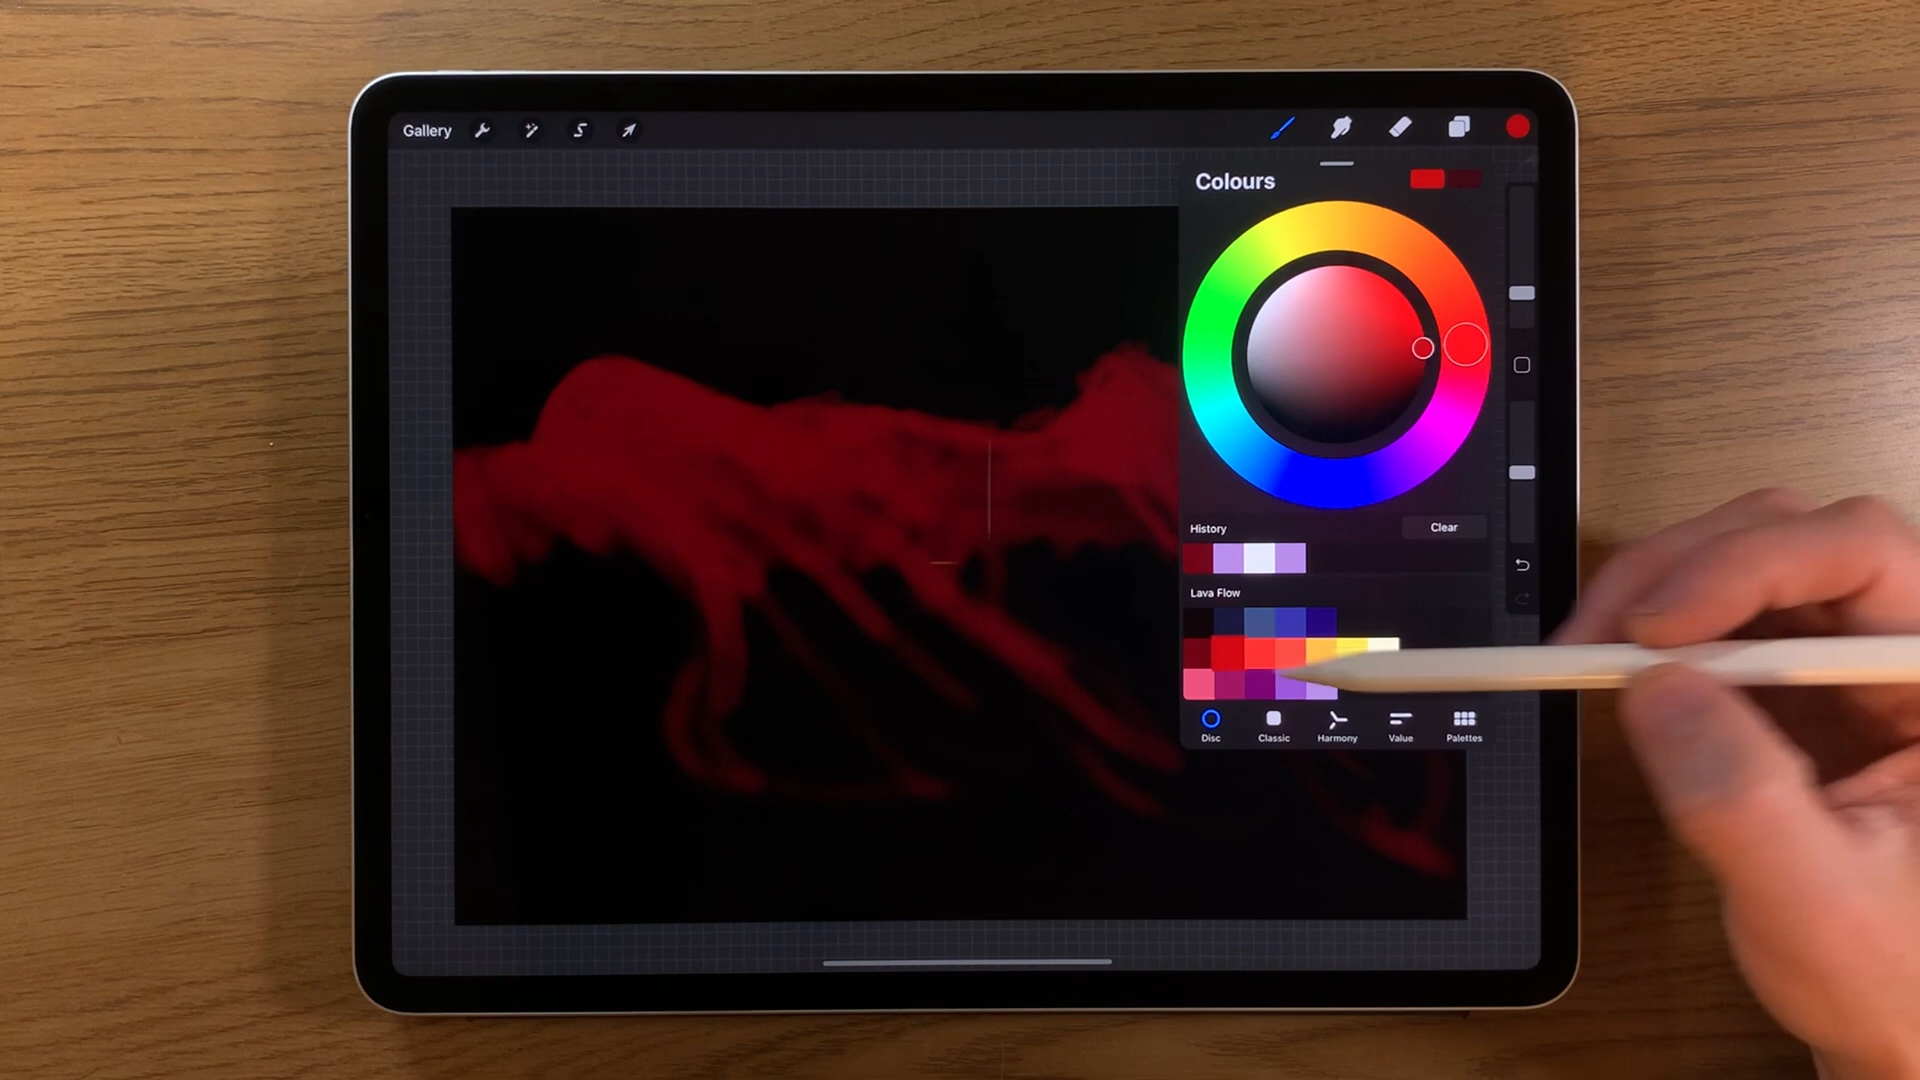 Gallery
Colours
History
Clear
Lava Flow
Disc
Classic
Harmony
Value
Palettes